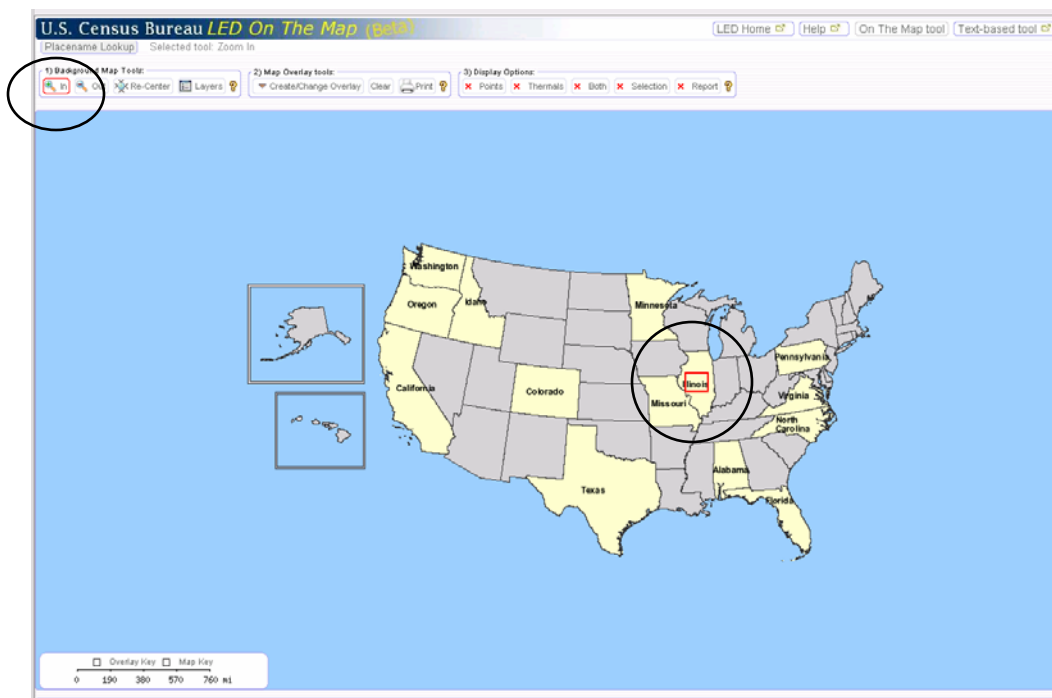 U.S. Census Bureau LED On The Map (Beta)
LED Home Help On The Map tool Text-based tool
Placename Lookup Selected tool: Zoom In
1) Background Map Tools: 2) Map Overlay tools: 3) Display Options:
In Out Re-Center Layers ? Create/Change Overlay Clear Print ? Points Thermals Both Selection Report ?
Washington
Oregon
Idaho
Minnesota
Pennsylvania
California
Colorado
Illinois
Missouri
Virginia
North
Carolina
Alabama
Texas
Florida
Overlay Key Map Key
0 190 380 570 760 mi